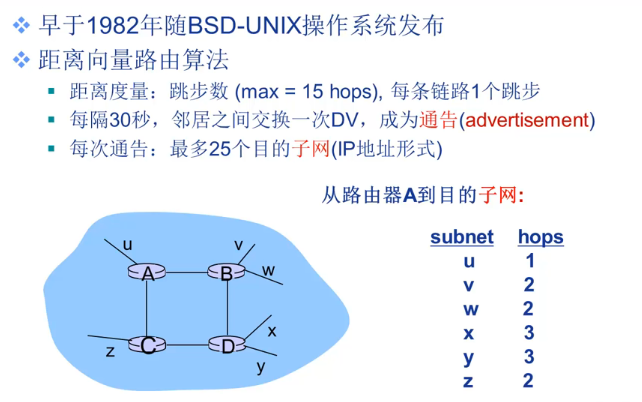 早于1982年随BSD-UNIX操作系统发布
距离向量路由算法
距离度量：跳步数 (max = 15 hops), 每条链路1个跳步
每隔30秒，邻居之间交换一次DV，成为通告(advertisement)
每次通告：最多25个目的子网(IP地址形式)
从路由器A到目的子网:
subnet hops
u 1
v 2
w 2
x 3
y 3
z 2
u
v
w
A
B
z
C
D
x
y